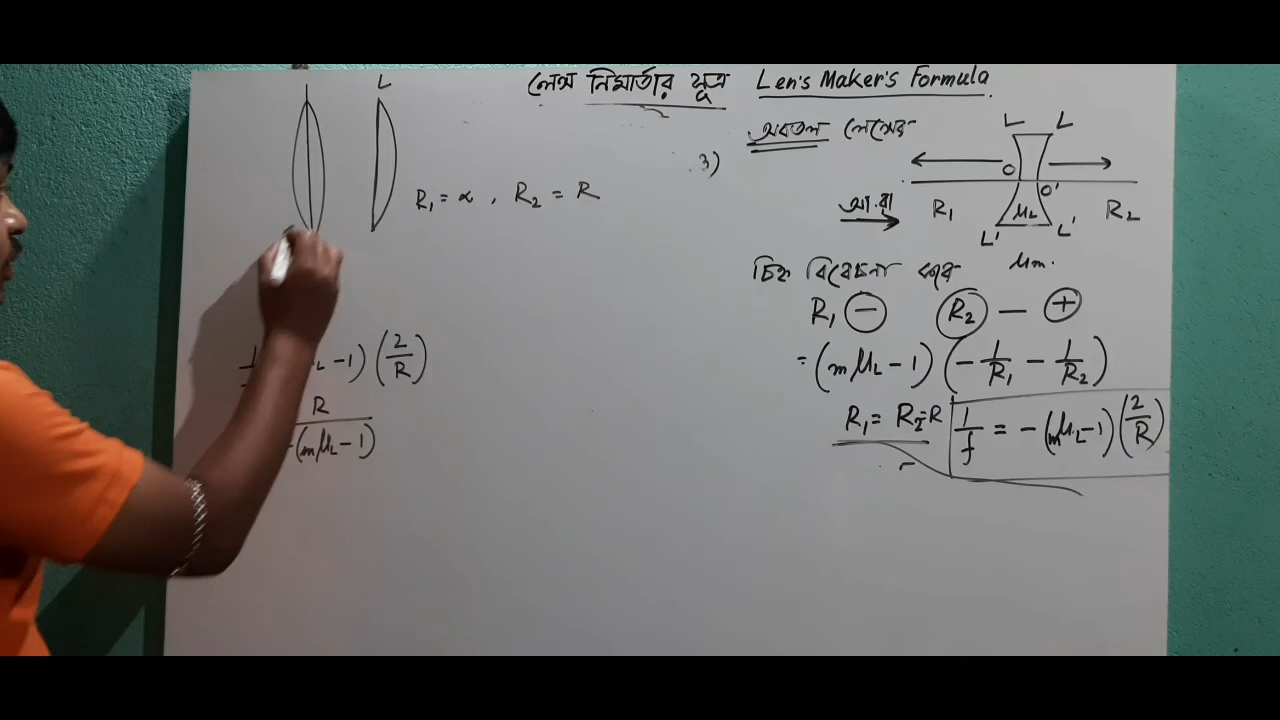 লেন্স নির্মাতার সূত্র Len's Maker's Formula
L
R₁ = α , R₂ = R
(2/R)
R
(mμL - 1)
3)
অবতল লেন্সের
L L
O O'
আ.রা R₁ μL R₂
L' L'
μm.
চিহ্ন বিবেচনা করে
R₁ ⊖ R₂ — ⊕
= (mμL - 1) (- 1/R₁ - 1/R₂)
R₁ = R₂ = R 1/f = - (mμL - 1) (2/R)